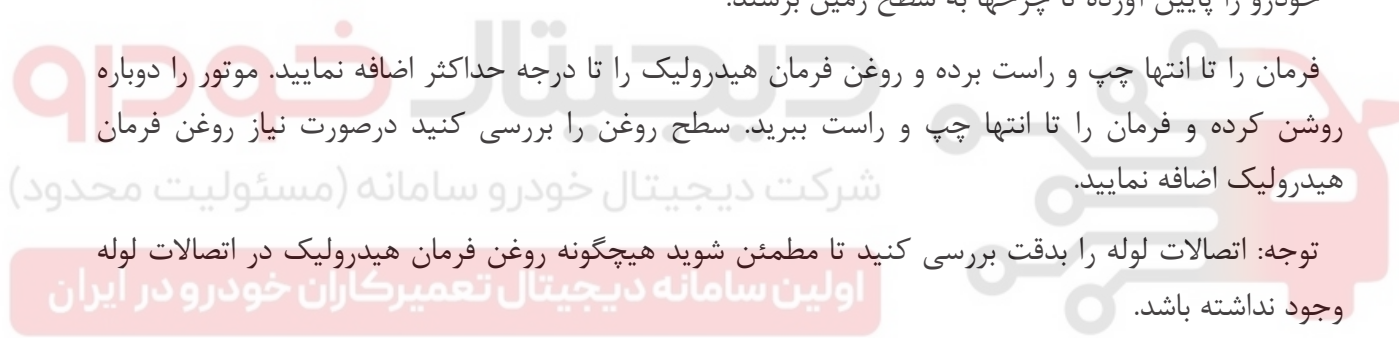 خودرو را پایین آورده تا چرخها به سطح زمین برسند.
فرمان را تا انتها چپ و راست برده و روغن فرمان هیدرولیک را تا درجه حداکثر اضافه نمایید. موتور را دوباره
روشن کرده و فرمان را تا انتها چپ و راست ببرید. سطح روغن را بررسی کنید درصورت نیاز روغن فرمان
هیدرولیک اضافه نمایید.
توجه: اتصالات لوله را بدقت بررسی کنید تا مطمئن شوید هیچگونه روغن فرمان هیدرولیک در اتصالات لوله
وجود نداشته باشد.
دیجیتال خودرو
شرکت دیجیتال خودرو سامانه (مسئولیت محدود)
اولین سامانه دیجیتال تعمیرکاران خودرو در ایران